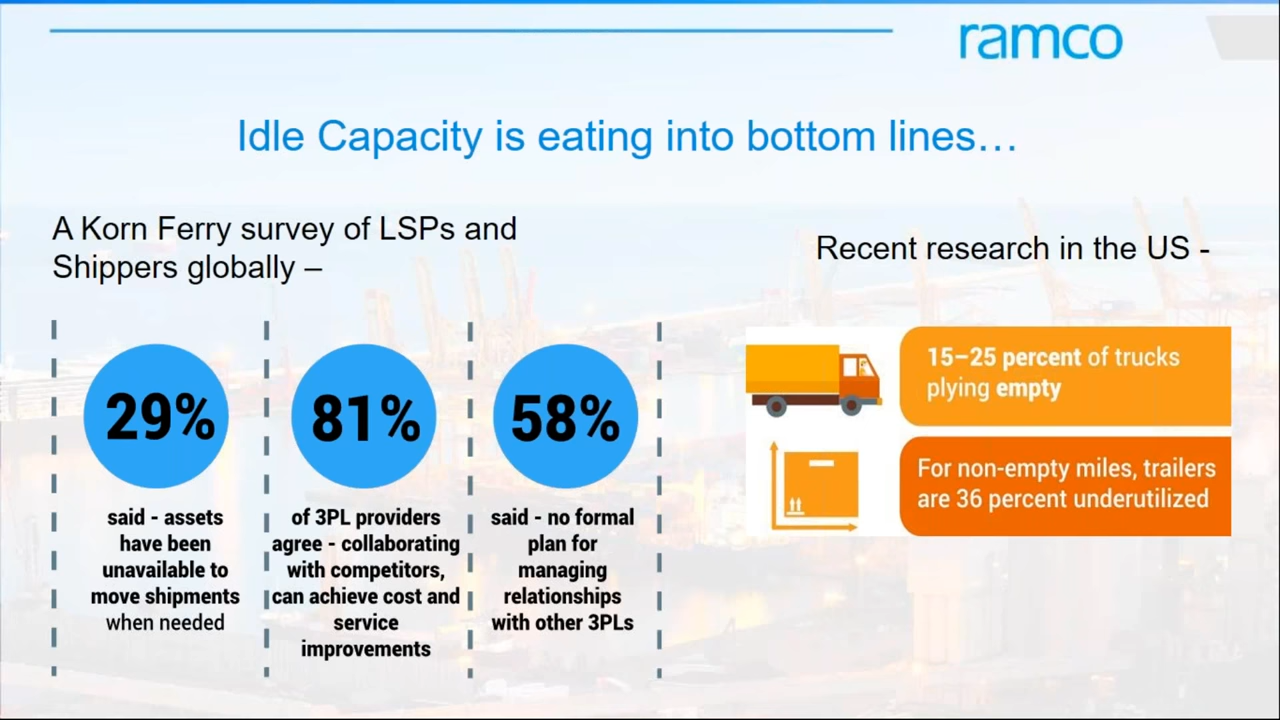 ramco
Idle Capacity is eating into bottom lines…
A Korn Ferry survey of LSPs and
Shippers globally –
29%
said - assets
have been
unavailable to
move shipments
when needed
81%
of 3PL providers
agree - collaborating
with competitors,
can achieve cost and
service
improvements
58%
said - no formal
plan for
managing
relationships
with other 3PLs
Recent research in the US -
15–25 percent of trucks
plying empty
For non-empty miles, trailers
are 36 percent underutilized